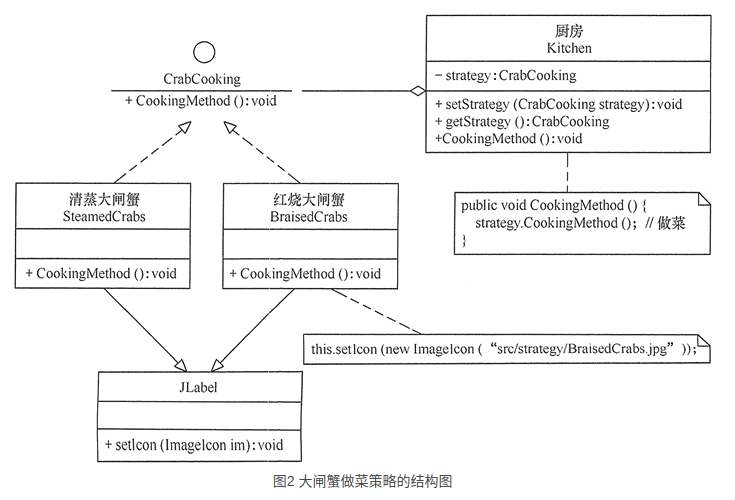 CrabCooking
+ CookingMethod (): void
厨房
Kitchen
− strategy : CrabCooking
+ setStrategy (CrabCooking strategy): void
+ getStrategy (): CrabCooking
+CookingMethod (): void
public void CookingMethod () {
strategy.CookingMethod (); // 做菜
}
清蒸大闸蟹
SteamedCrabs
+ CookingMethod (): void
红烧大闸蟹
BraisedCrabs
+ CookingMethod (): void
this.setIcon (new ImageIcon (“src/strategy/BraisedCrabs.jpg”));
JLabel
+ setIcon (ImageIcon im): void
图2 大闸蟹做菜策略的结构图